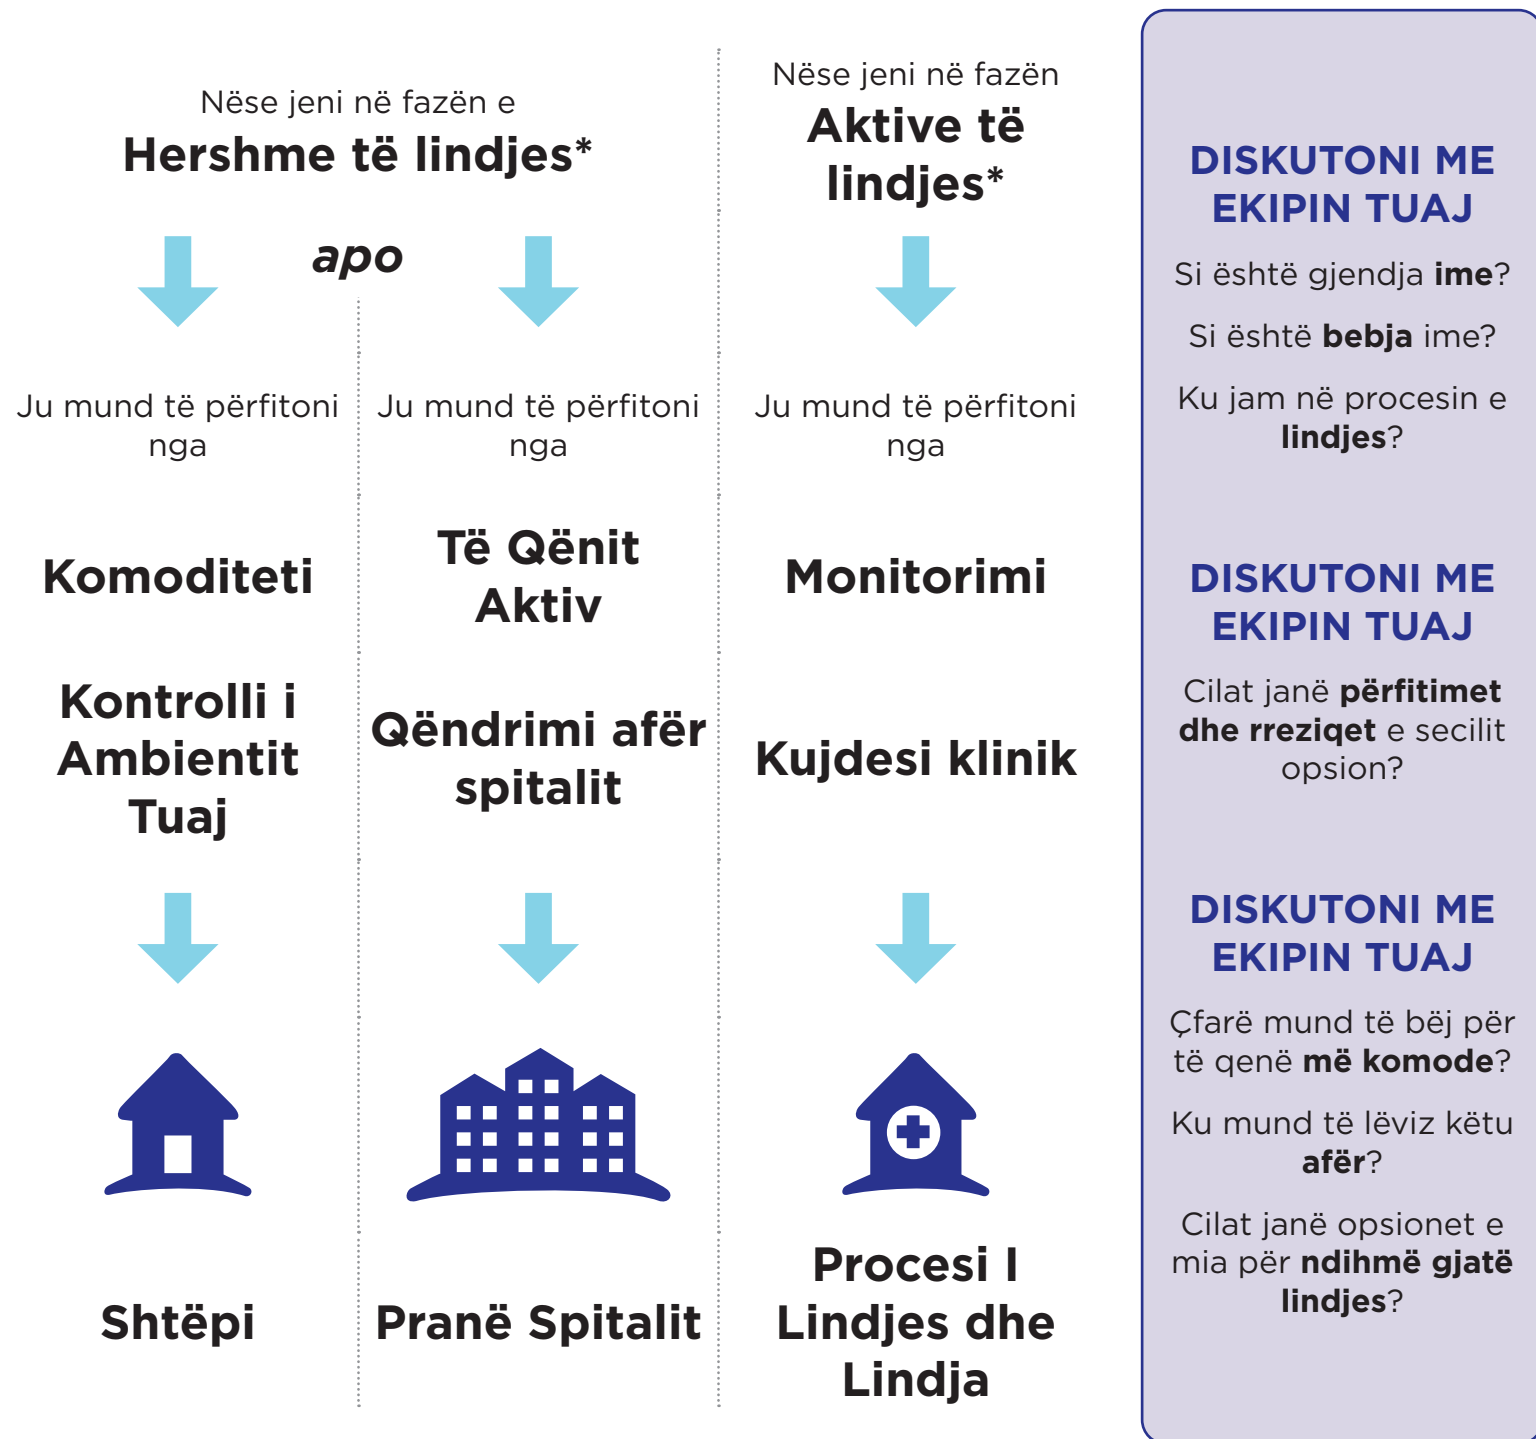 Nëse jeni në fazën e
Hershme të lindjes*
apo
Nëse jeni në fazën
Aktive të
lindjes*
Ju mund të përfitoni
nga
Komoditeti
Kontrolli i
Ambientit
Tuaj
Shtëpi
Ju mund të përfitoni
nga
Të Qënit
Aktiv
Qëndrimi afër
spitalit
Pranë Spitalit
Ju mund të përfitoni
nga
Monitorimi
Kujdesi klinik
Procesi I
Lindjes dhe
Lindja
DISKUTONI ME
EKIPIN TUAJ
Si është gjendja ime?
Si është bebja ime?
Ku jam në procesin e
lindjes?
DISKUTONI ME
EKIPIN TUAJ
Cilat janë përfitimet
dhe rreziqet e secilit
opsion?
DISKUTONI ME
EKIPIN TUAJ
Çfarë mund të bëj për
të qenë më komode?
Ku mund të lëviz këtu
afër?
Cilat janë opsionet e
mia për ndihmë gjatë
lindjes?